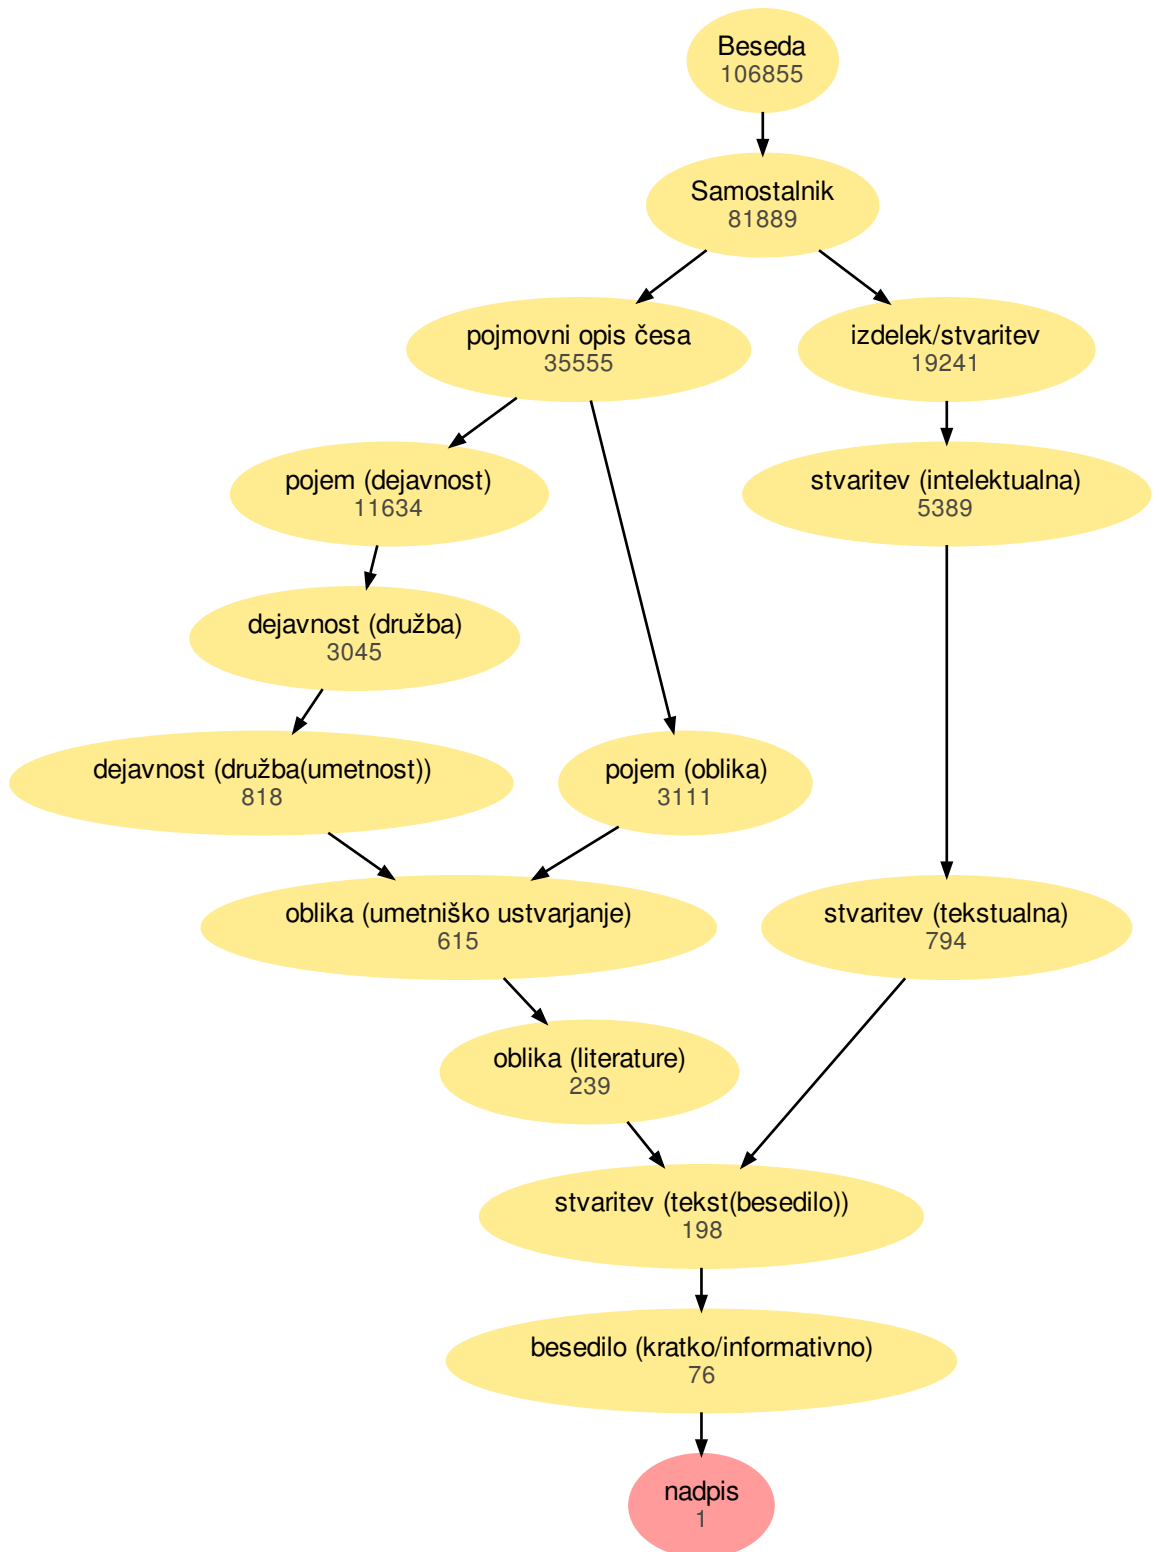 Beseda
106855
Samostalnik
81889
pojmovni opis česa
35555
izdelek/stvaritev
19241
pojem (dejavnost)
11634
stvaritev (intelektualna)
5389
dejavnost (družba)
3045
dejavnost (družba(umetnost))
818
pojem (oblika)
3111
oblika (umetniško ustvarjanje)
615
stvaritev (tekstualna)
794
oblika (literature)
239
stvaritev (tekst(besedilo))
198
besedilo (kratko/informativno)
76
nadpis
1